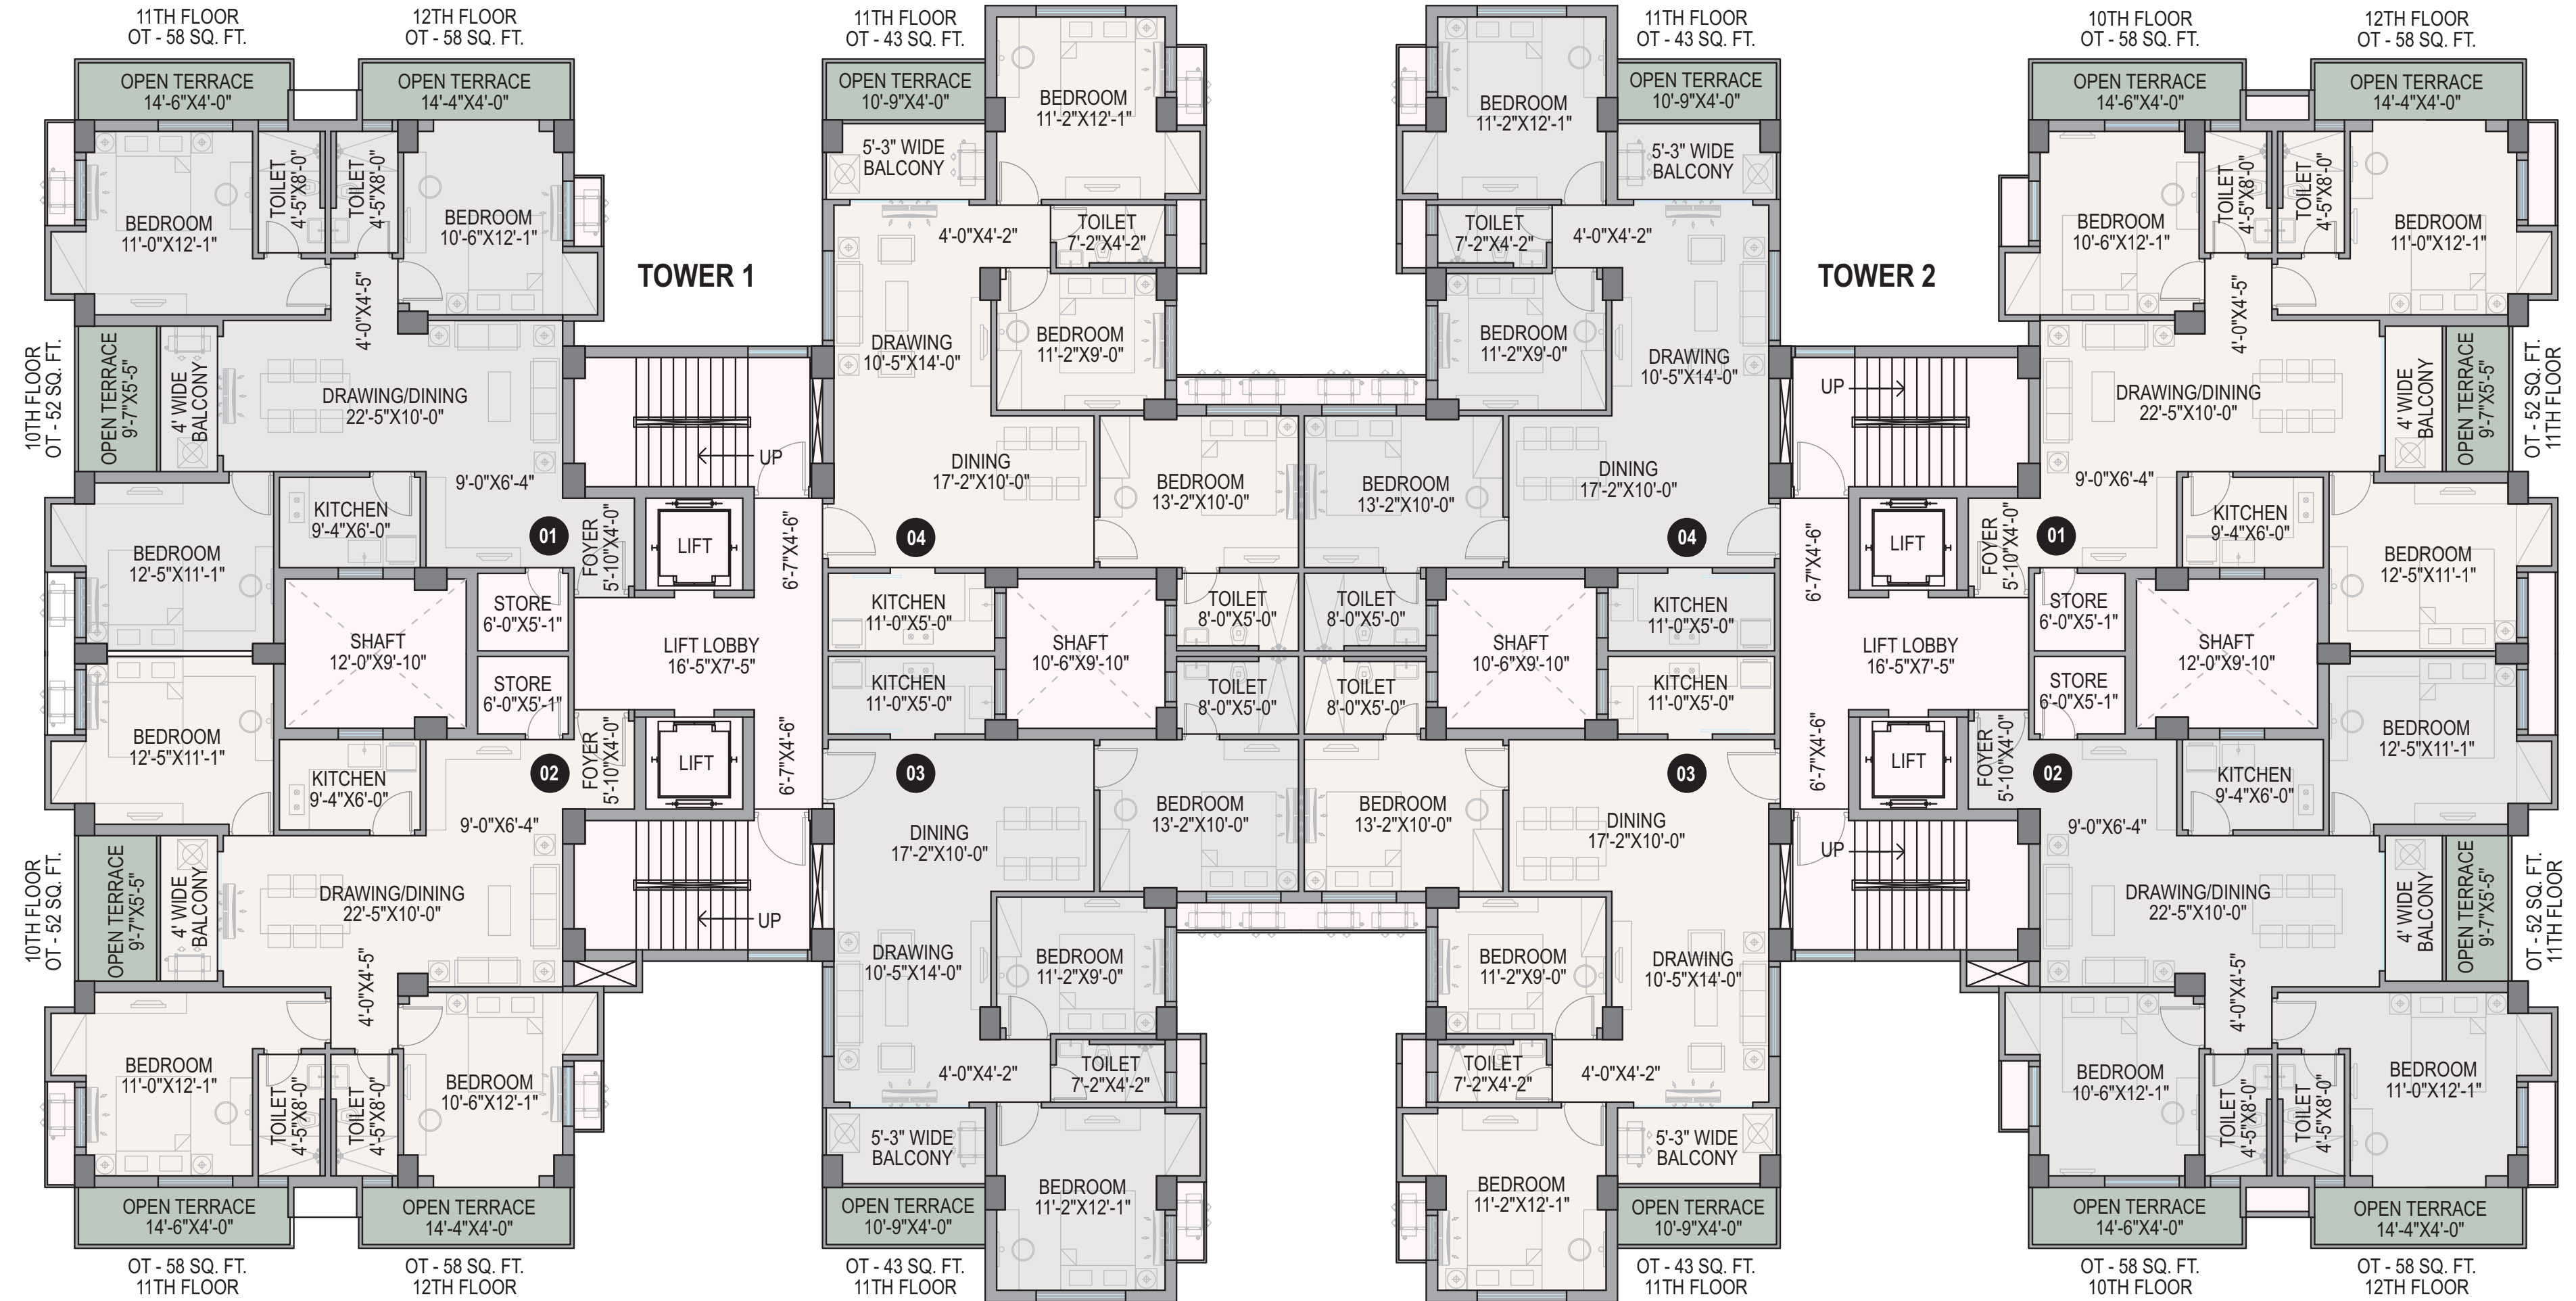 11TH FLOOR
OT - 58 SQ. FT.
12TH FLOOR
OT - 58 SQ. FT.
OPEN TERRACE
14'-6"X4'-0"
OPEN TERRACE
14'-4"X4'-0"
BEDROOM
11'-0"X12'-1"
TOILET
4'-5"X8'-0"
TOILET
4'-5"X8'-0"
BEDROOM
10'-6"X12'-1"
4'-0"X4'-5"
TOWER 1
10TH FLOOR
OT - 52 SQ. FT.
OPEN TERRACE
9'-7"X5'-5"
4' WIDE
BALCONY
DRAWING/DINING
22'-5"X10'-0"
9'-0"X6'-4"
UP
BEDROOM
12'-5"X11'-1"
KITCHEN
9'-4"X6'-0"
01
FOYER
5'-10"X4'-0"
LIFT
6'-7"X4'-6"
SHAFT
12'-0"X9'-10"
STORE
6'-0"X5'-1"
LIFT LOBBY
16'-5"X7'-5"
STORE
6'-0"X5'-1"
BEDROOM
12'-5"X11'-1"
KITCHEN
9'-4"X6'-0"
02
FOYER
5'-10"X4'-0"
LIFT
6'-7"X4'-6"
9'-0"X6'-4"
10TH FLOOR
OT - 52 SQ. FT.
OPEN TERRACE
9'-7"X5'-5"
4' WIDE
BALCONY
DRAWING/DINING
22'-5"X10'-0"
UP
4'-0"X4'-5"
BEDROOM
11'-0"X12'-1"
TOILET
4'-5"X8'-0"
TOILET
4'-5"X8'-0"
BEDROOM
10'-6"X12'-1"
OPEN TERRACE
14'-6"X4'-0"
OPEN TERRACE
14'-4"X4'-0"
OT - 58 SQ. FT.
11TH FLOOR
OT - 58 SQ. FT.
12TH FLOOR
11TH FLOOR
OT - 43 SQ. FT.
OPEN TERRACE
10'-9"X4'-0"
BEDROOM
11'-2"X12'-1"
5'-3" WIDE
BALCONY
4'-0"X4'-2"
TOILET
7'-2"X4'-2"
DRAWING
10'-5"X14'-0"
BEDROOM
11'-2"X9'-0"
DINING
17'-2"X10'-0"
BEDROOM
13'-2"X10'-0"
04
KITCHEN
11'-0"X5'-0"
SHAFT
10'-6"X9'-10"
TOILET
8'-0"X5'-0"
KITCHEN
11'-0"X5'-0"
TOILET
8'-0"X5'-0"
03
DINING
17'-2"X10'-0"
BEDROOM
13'-2"X10'-0"
DRAWING
10'-5"X14'-0"
BEDROOM
11'-2"X9'-0"
4'-0"X4'-2"
TOILET
7'-2"X4'-2"
5'-3" WIDE
BALCONY
BEDROOM
11'-2"X12'-1"
OPEN TERRACE
10'-9"X4'-0"
OT - 43 SQ. FT.
11TH FLOOR
11TH FLOOR
OT - 43 SQ. FT.
BEDROOM
11'-2"X12'-1"
OPEN TERRACE
10'-9"X4'-0"
5'-3" WIDE
BALCONY
TOILET
7'-2"X4'-2"
4'-0"X4'-2"
BEDROOM
11'-2"X9'-0"
DRAWING
10'-5"X14'-0"
BEDROOM
13'-2"X10'-0"
DINING
17'-2"X10'-0"
04
TOILET
8'-0"X5'-0"
SHAFT
10'-6"X9'-10"
KITCHEN
11'-0"X5'-0"
TOILET
8'-0"X5'-0"
KITCHEN
11'-0"X5'-0"
03
BEDROOM
13'-2"X10'-0"
DINING
17'-2"X10'-0"
BEDROOM
11'-2"X9'-0"
DRAWING
10'-5"X14'-0"
TOILET
7'-2"X4'-2"
4'-0"X4'-2"
BEDROOM
11'-2"X12'-1"
5'-3" WIDE
BALCONY
OPEN TERRACE
10'-9"X4'-0"
OT - 43 SQ. FT.
11TH FLOOR
TOWER 2
10TH FLOOR
OT - 58 SQ. FT.
12TH FLOOR
OT - 58 SQ. FT.
OPEN TERRACE
14'-6"X4'-0"
OPEN TERRACE
14'-4"X4'-0"
BEDROOM
10'-6"X12'-1"
TOILET
4'-5"X8'-0"
TOILET
4'-5"X8'-0"
BEDROOM
11'-0"X12'-1"
4'-0"X4'-5"
UP
DRAWING/DINING
22'-5"X10'-0"
4' WIDE
BALCONY
OPEN TERRACE
9'-7"X5'-5"
OT - 52 SQ. FT.
11TH FLOOR
9'-0"X6'-4"
6'-7"X4'-6"
LIFT
FOYER
5'-10"X4'-0"
01
KITCHEN
9'-4"X6'-0"
BEDROOM
12'-5"X11'-1"
LIFT LOBBY
16'-5"X7'-5"
STORE
6'-0"X5'-1"
SHAFT
12'-0"X9'-10"
STORE
6'-0"X5'-1"
6'-7"X4'-6"
LIFT
FOYER
5'-10"X4'-0"
02
KITCHEN
9'-4"X6'-0"
BEDROOM
12'-5"X11'-1"
9'-0"X6'-4"
UP
DRAWING/DINING
22'-5"X10'-0"
4' WIDE
BALCONY
OPEN TERRACE
9'-7"X5'-5"
OT - 52 SQ. FT.
11TH FLOOR
4'-0"X4'-5"
BEDROOM
10'-6"X12'-1"
TOILET
4'-5"X8'-0"
TOILET
4'-5"X8'-0"
BEDROOM
11'-0"X12'-1"
OPEN TERRACE
14'-6"X4'-0"
OPEN TERRACE
14'-4"X4'-0"
OT - 58 SQ. FT.
10TH FLOOR
OT - 58 SQ. FT.
12TH FLOOR